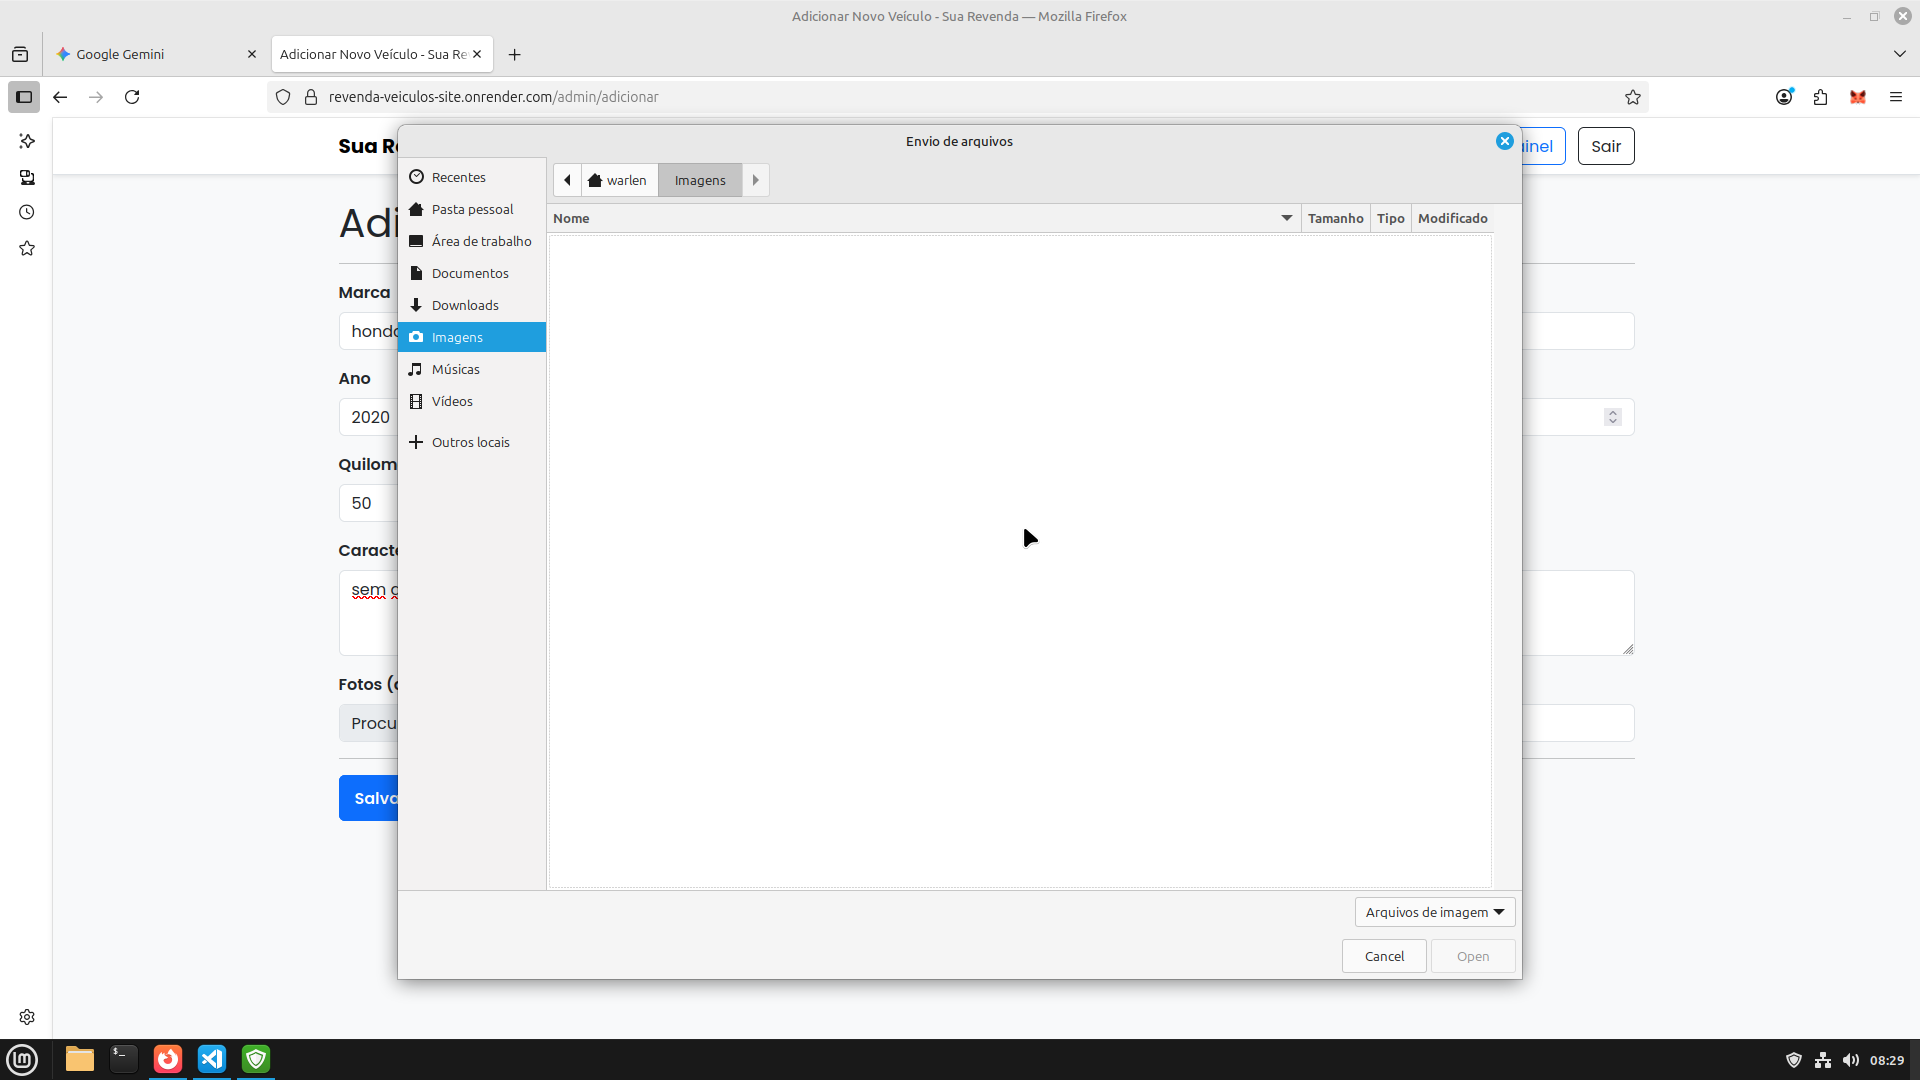 Adicionar Novo Veículo - Sua Revenda — Mozilla Firefox
Google Gemini
Adicionar Novo Veículo - Sua Re
revenda-veiculos-site.onrender.com/admin/adicionar
Sua Re
inel
Sair
Envio de arquivos
Recentes
Pasta pessoal
Área de trabalho
Documentos
Downloads
Imagens
Músicas
Vídeos
Outros locais
warlen
Imagens
Nome
Tamanho
Tipo
Modificado
Adi
Marca
hond
Ano
2020
Quilom
50
Caracte
sem
Fotos (
Procu
Salva
Arquivos de imagem
Cancel
Open
08:29